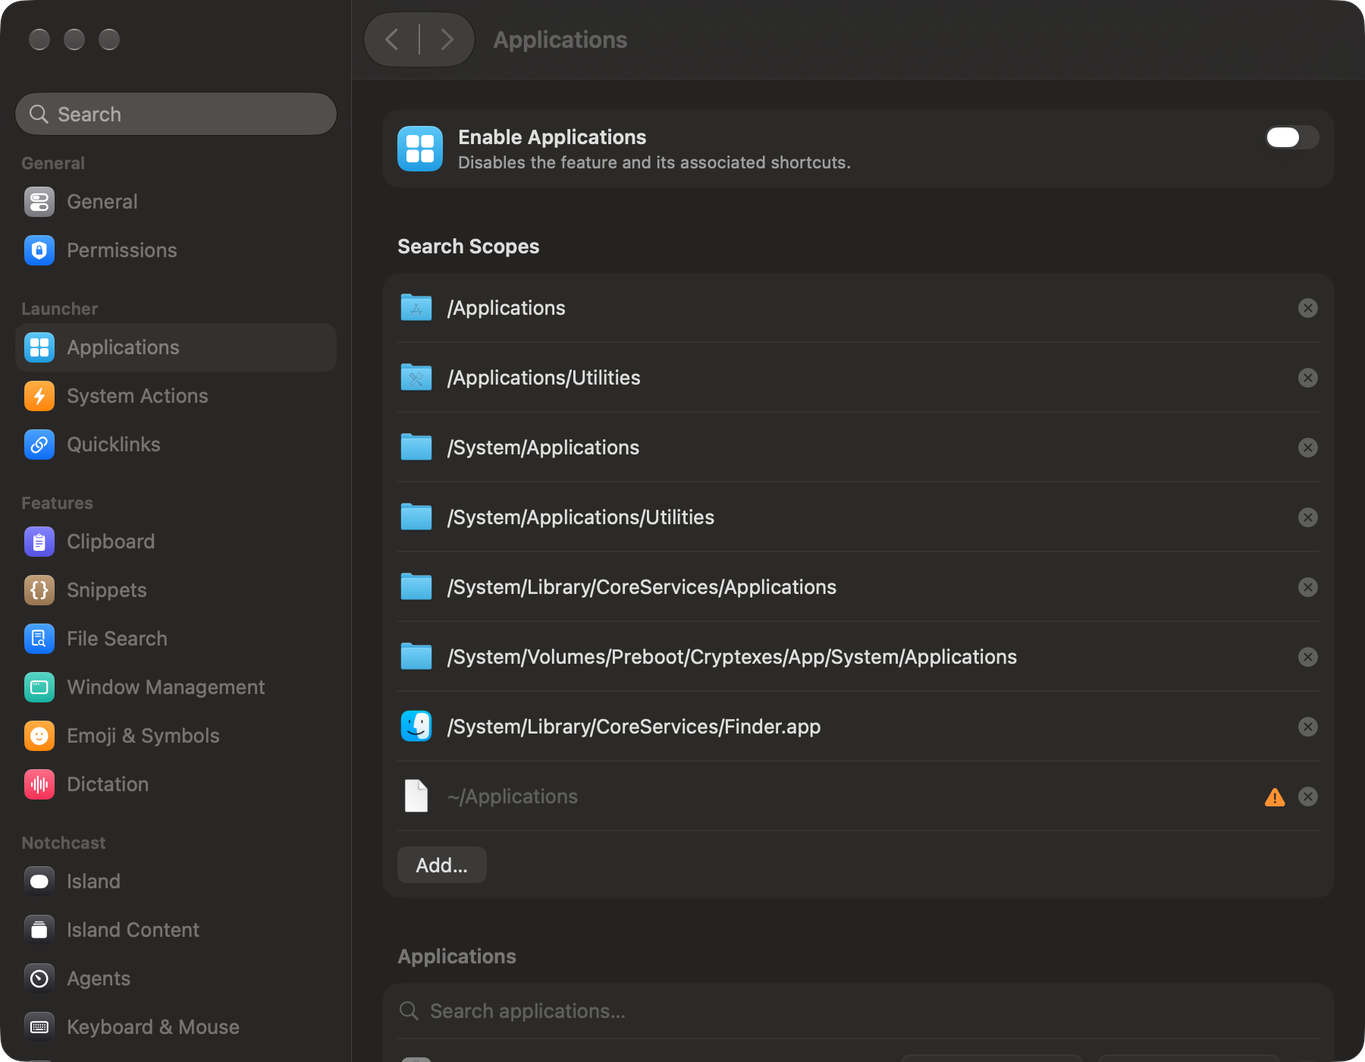 Applications
Search
General
General
Permissions
Launcher
Applications
System Actions
Quicklinks
Features
Clipboard
Snippets
File Search
Window Management
Emoji & Symbols
Dictation
Notchcast
Island
Island Content
Agents
Keyboard & Mouse
Enable Applications
Disables the feature and its associated shortcuts.
Search Scopes
/Applications
/Applications/Utilities
/System/Applications
/System/Applications/Utilities
/System/Library/CoreServices/Applications
/System/Volumes/Preboot/Cryptexes/App/System/Applications
/System/Library/CoreServices/Finder.app
~/Applications
Add...
Applications
Search applications...